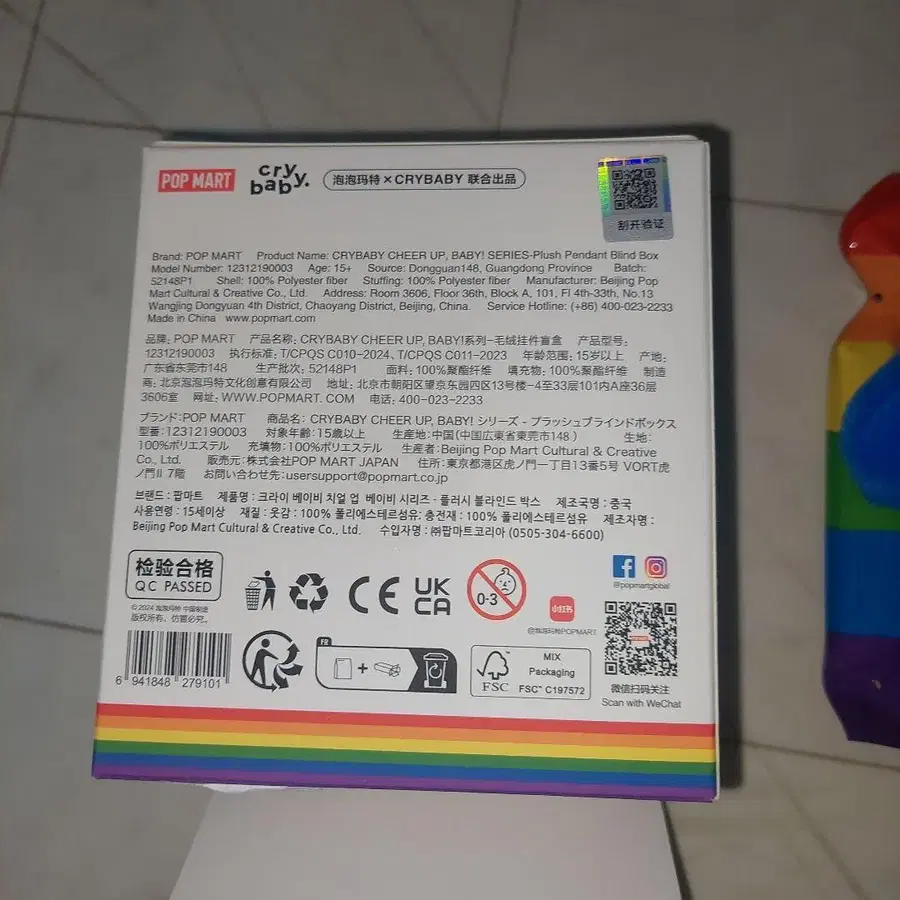 POP MART
cry
baby.
泡泡玛特×CRYBABY 联合出品
刮开验证
Brand: POP MART Product Name: CRYBABY CHEER UP, BABY! SERIES-Plush Pendant Blind Box
Model Number: 12312190003 Age: 15+ Source: Dongguan148, Guangdong Province Batch:
52148P1 Shell: 100% Polyester fiber Stuffing: 100% Polyester fiber Manufacturer: Beijing Pop
Mart Cultural & Creative Co., Ltd. Address: Room 3606, Floor 36th, Block A, 101, Fl 4th-33th, No.13
Wangjing Dongyuan 4th District, Chaoyang District, Beijing, China. Service Hotline: (+86) 400-023-2233
Made in China www.popmart.com
品牌: POP MART 产品名称: CRYBABY CHEER UP, BABY!系列-毛绒挂件盲盒 产品型号:
12312190003 执行标准: T/CPQS C010-2024, T/CPQS C011-2023 年龄范围: 15岁以上 产地:
广东省东莞市148 生产批次: 52148P1 面料: 100%聚酯纤维 填充物: 100%聚酯纤维 制造
商: 北京泡泡玛特文化创意有限公司 地址: 北京市朝阳区望京东园四区13号楼-4至33层101内A座36层
3606室 网址: WWW.POPMART.COM 电话: 400-023-2233
ブランド: POP MART 商品名: CRYBABY CHEER UP, BABY! シリーズ - プラッシュブラインドボックス
型番: 12312190003 対象年齢: 15歳以上 生産地: 中国(中国広東省東莞市148 ) 生地:
100%ポリエステル 充填物: 100%ポリエステル 生産者: Beijing Pop Mart Cultural & Creative
Co., Ltd. 販売元: 株式会社POP MART JAPAN 住所: 東京都港区虎ノ門一丁目13番5号 VORT虎
ノ門II 7階 お問い合わせ先: usersupport@popmart.co.jp
브랜드 : 팝마트 제품명 : 크라이 베이비 치얼 업 베이비 시리즈 - 플러시 블라인드 박스 제조국명 : 중국
사용연령 : 15세이상 재질 : 옷감 : 100% 폴리에스테르섬유; 충전재 : 100% 폴리에스테르섬유 제조자명 :
Beijing Pop Mart Cultural & Creative Co., Ltd. 수입자명 : ㈜팝마트코리아 (0505-304-6600)
检验合格
QC PASSED
© 2024 泡泡玛特 中国制造
版权所有、仿冒必究。
6 941848 279101
CE
UK
CA
0-3
FR
+
小红书
@泡泡玛特POPMART
@popmartglobal
FSC
MIX
Packaging
FSC™ C197572
微信扫码关注
Scan with WeChat